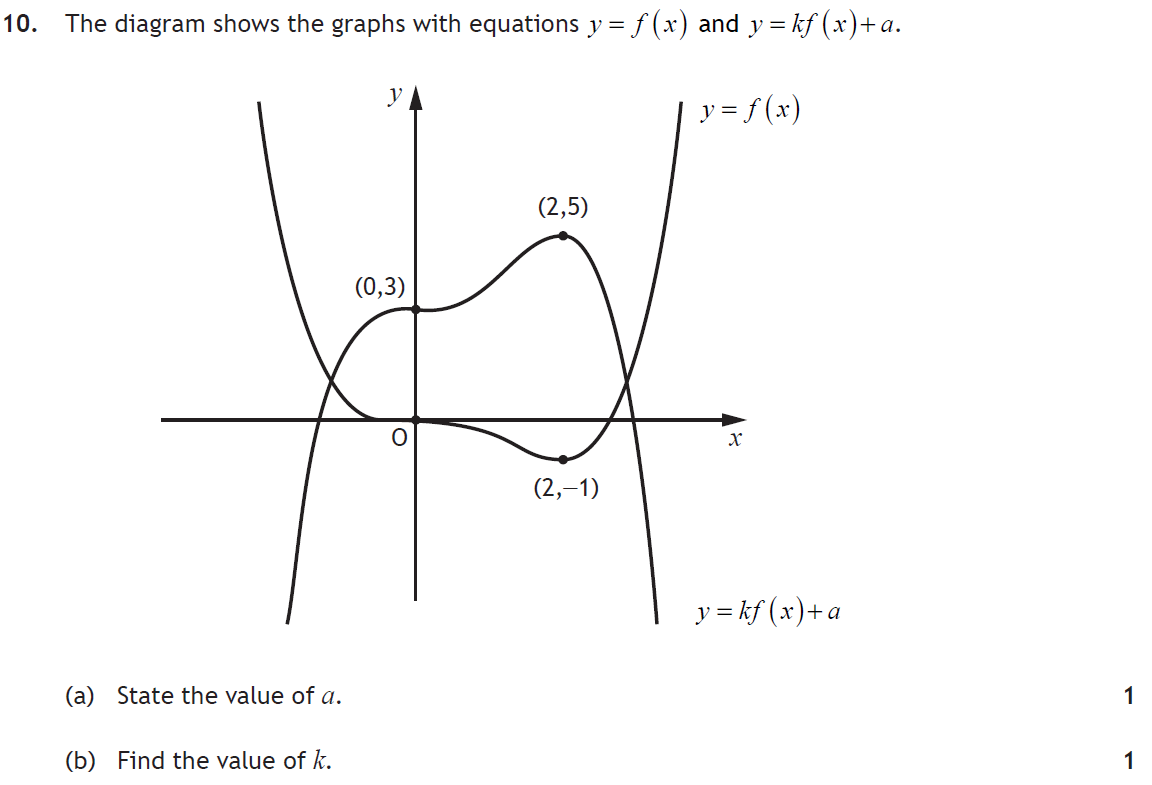 10. The diagram shows the graphs with equations y = f(x) and y = kf(x)+a.
y
y = f(x)
(2,5)
(0,3)
O
x
(2,−1)
y = kf(x)+a
(a) State the value of a. 1
(b) Find the value of k. 1